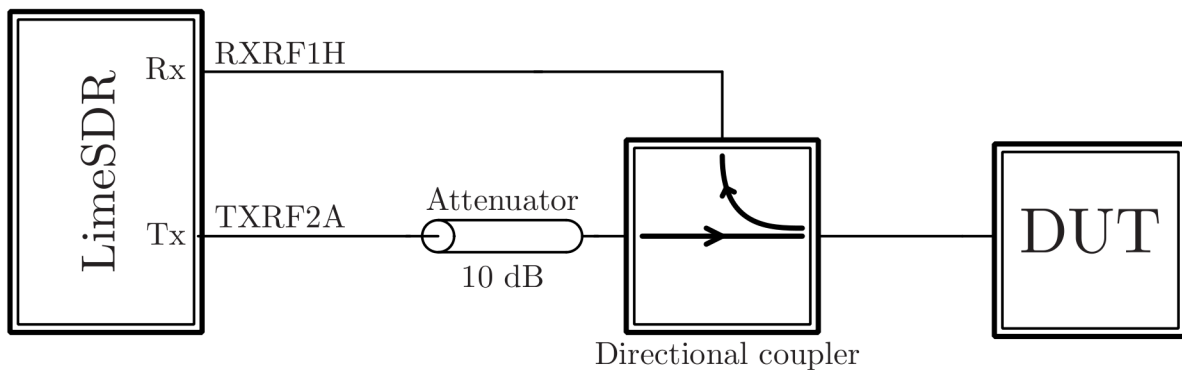 LimeSDR
Rx
RXRF1H
Tx
TXRF2A
Attenuator
10 dB
Directional coupler
DUT